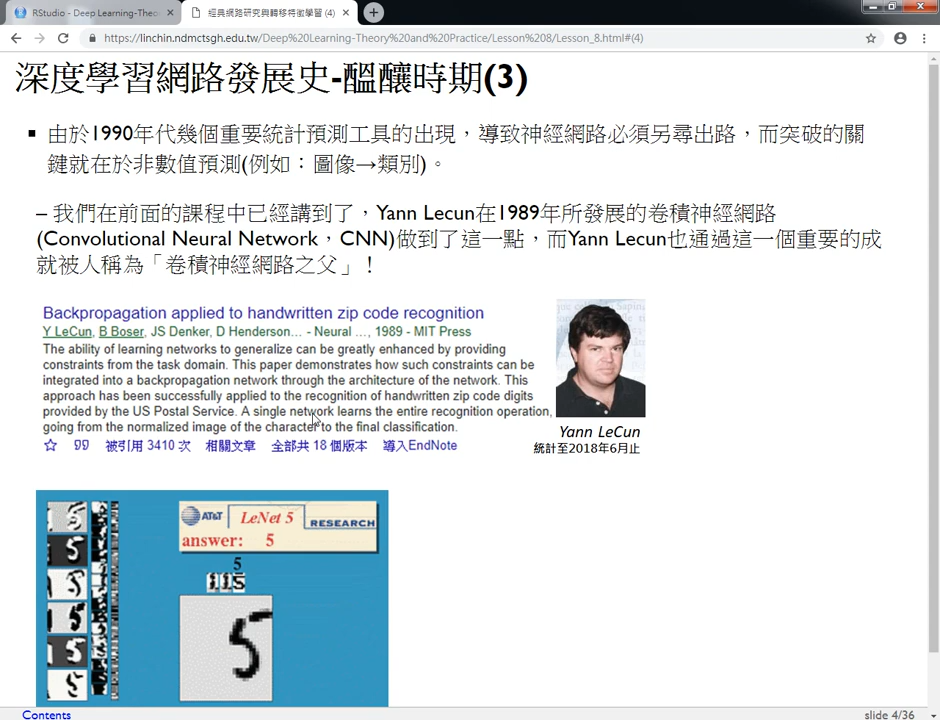 RStudio - Deep Learning-Theo
經典網路研究與轉移特徵學習 (4)
https://linchin.ndmctsgh.edu.tw/Deep%20Learning-Theory%20and%20Practice/Lesson%208/Lesson_8.html#(4)
深度學習網路發展史-醞釀時期(3)
由於1990年代幾個重要統計預測工具的出現，導致神經網路必須另尋出路，而突破的關
鍵就在於非數值預測(例如：圖像→類別)。
– 我們在前面的課程中已經講到了，Yann Lecun在1989年所發展的卷積神經網路
(Convolutional Neural Network，CNN)做到了這一點，而Yann Lecun也通過這一個重要的成
就被人稱為「卷積神經網路之父」！
Backpropagation applied to handwritten zip code recognition
Y LeCun, B Boser, JS Denker, D Henderson... - Neural ..., 1989 - MIT Press
The ability of learning networks to generalize can be greatly enhanced by providing
constraints from the task domain. This paper demonstrates how such constraints can be
integrated into a backpropagation network through the architecture of the network. This
approach has been successfully applied to the recognition of handwritten zip code digits
provided by the US Postal Service. A single network learns the entire recognition operation,
going from the normalized image of the character to the final classification.
被引用 3410 次 相關文章 全部共 18 個版本 導入EndNote
Yann LeCun
統計至2018年6月止
AT&T LeNet 5 RESEARCH
answer: 5
5
115
5
Contents
slide 4/36